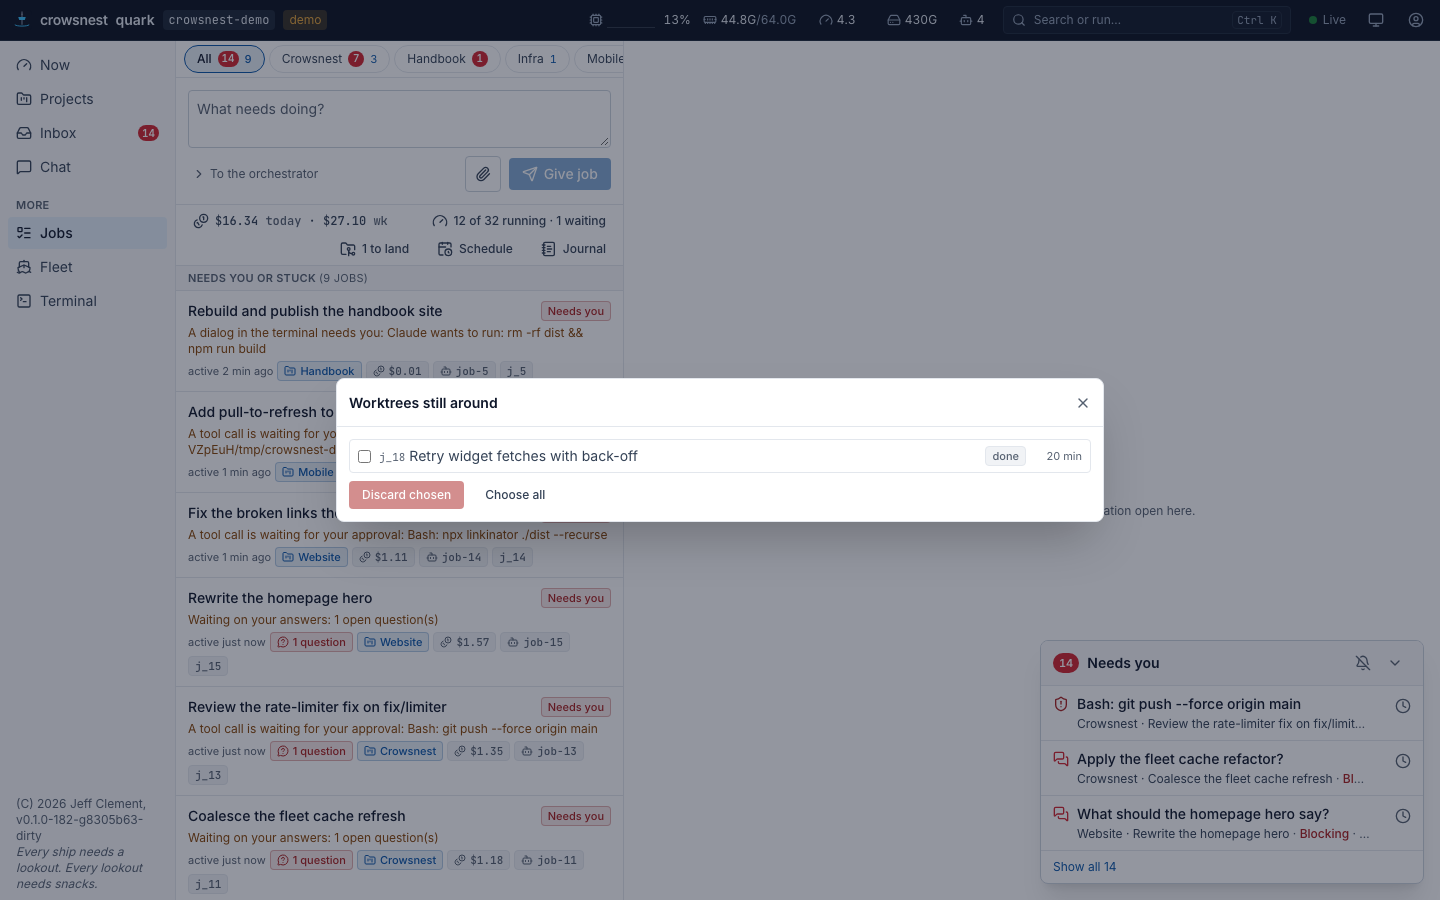 crowsnest quark crowsnest-demo demo 13% 44.8G/64.0G 4.3 430G 4 Search or run... Ctrl K Live
Now
Projects
Inbox 14
Chat
MORE
Jobs
Fleet
Terminal
(C) 2026 Jeff Clement,
v0.1.0-182-g8305b63-
dirty
Every ship needs a
lookout. Every lookout
needs snacks.
All 14 9 Crowsnest 7 3 Handbook 1 Infra 1 Mobile
What needs doing?
To the orchestrator Give job
$16.34 today · $27.10 wk 12 of 32 running · 1 waiting
1 to land Schedule Journal
NEEDS YOU OR STUCK (9 JOBS)
Rebuild and publish the handbook site Needs you
A dialog in the terminal needs you: Claude wants to run: rm -rf dist &&
npm run build
active 2 min ago Handbook $0.01 job-5 j_5
Add pull-to-refresh to
A tool call is waiting for yo
VZpEuH/tmp/crowsnest-d
active 1 min ago Mobile
Fix the broken links th
A tool call is waiting for your approval: Bash: npx linkinator ./dist --recurse
active 1 min ago Website $1.11 job-14 j_14
Rewrite the homepage hero Needs you
Waiting on your answers: 1 open question(s)
active just now 1 question Website $1.57 job-15
j_15
Review the rate-limiter fix on fix/limiter Needs you
A tool call is waiting for your approval: Bash: git push --force origin main
active just now 1 question Crowsnest $1.35 job-13
j_13
Coalesce the fleet cache refresh Needs you
Waiting on your answers: 1 open question(s)
active just now 1 question Crowsnest $1.18 job-11
j_11
Worktrees still around
j_18 Retry widget fetches with back-off done 20 min
Discard chosen Choose all
ation open here.
14 Needs you
Bash: git push --force origin main
Crowsnest · Review the rate-limiter fix on fix/limit...
Apply the fleet cache refactor?
Crowsnest · Coalesce the fleet cache refresh · Bl...
What should the homepage hero say?
Website · Rewrite the homepage hero · Blocking · ...
Show all 14